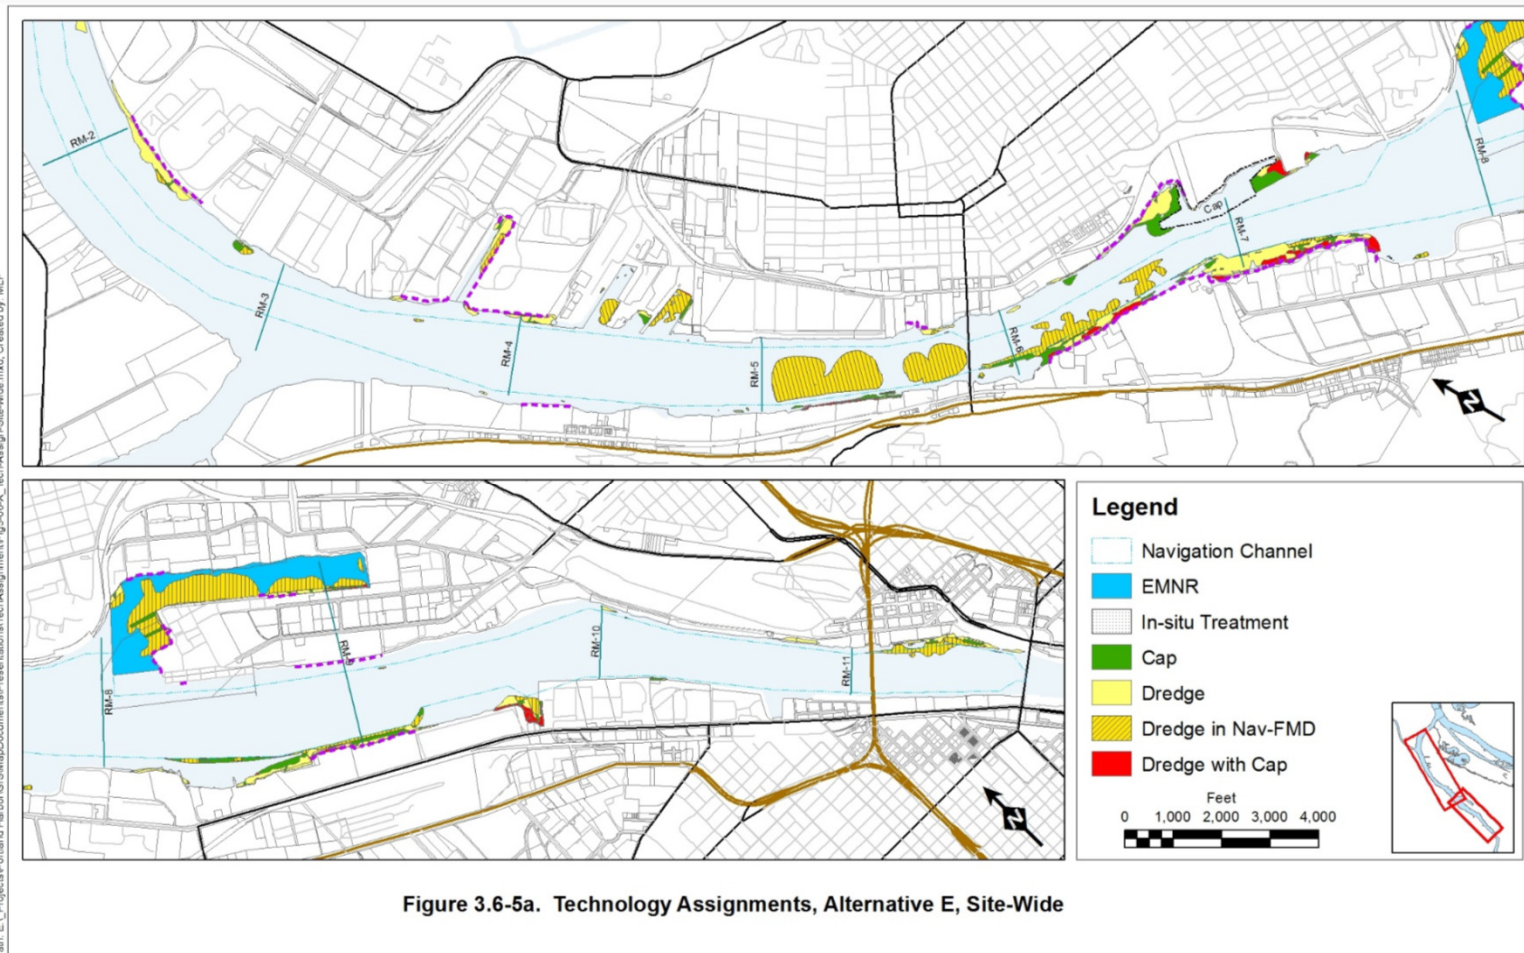 RM-2
RM-3
RM-4
RM-5
RM-6
Cap
RM-7
RM-8
N
RM-8
RM-9
RM-10
RM-11
N
Legend
Navigation Channel
EMNR
In-situ Treatment
Cap
Dredge
Dredge in Nav-FMD
Dredge with Cap
Feet
0 1,000 2,000 3,000 4,000
Figure 3.6-5a. Technology Assignments, Alternative E, Site-Wide